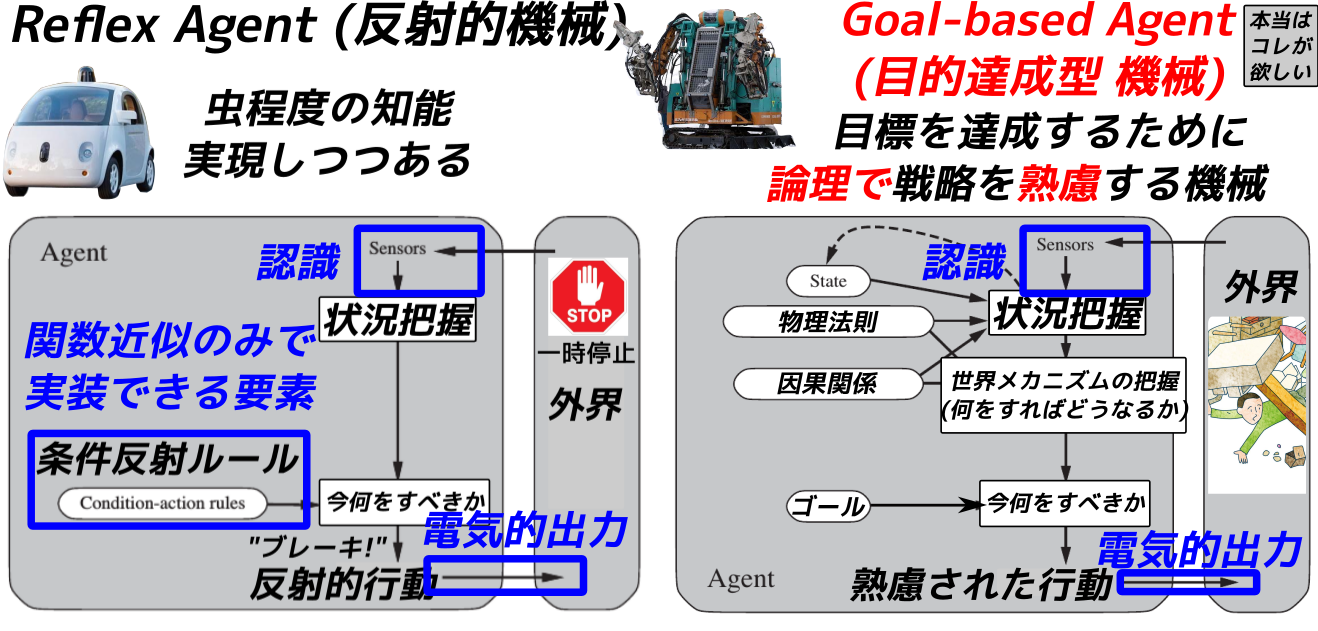 Reflex Agent (反射的機械)
虫程度の知能
実現しつつある
Agent
認識
Sensors
状況把握
関数近似のみで
実装できる要素
条件反射ルール
Condition-action rules
今何をすべきか
"ブレーキ!"
反射的行動
電気的出力
STOP
一時停止
外界
Goal-based Agent
(目的達成型 機械)
本当は
コレが
欲しい
目標を達成するために
論理で戦略を熟慮する機械
認識
Sensors
State
状況把握
物理法則
因果関係
世界メカニズムの把握
(何をすればどうなるか)
ゴール
今何をすべきか
電気的出力
Agent
熟慮された行動
外界